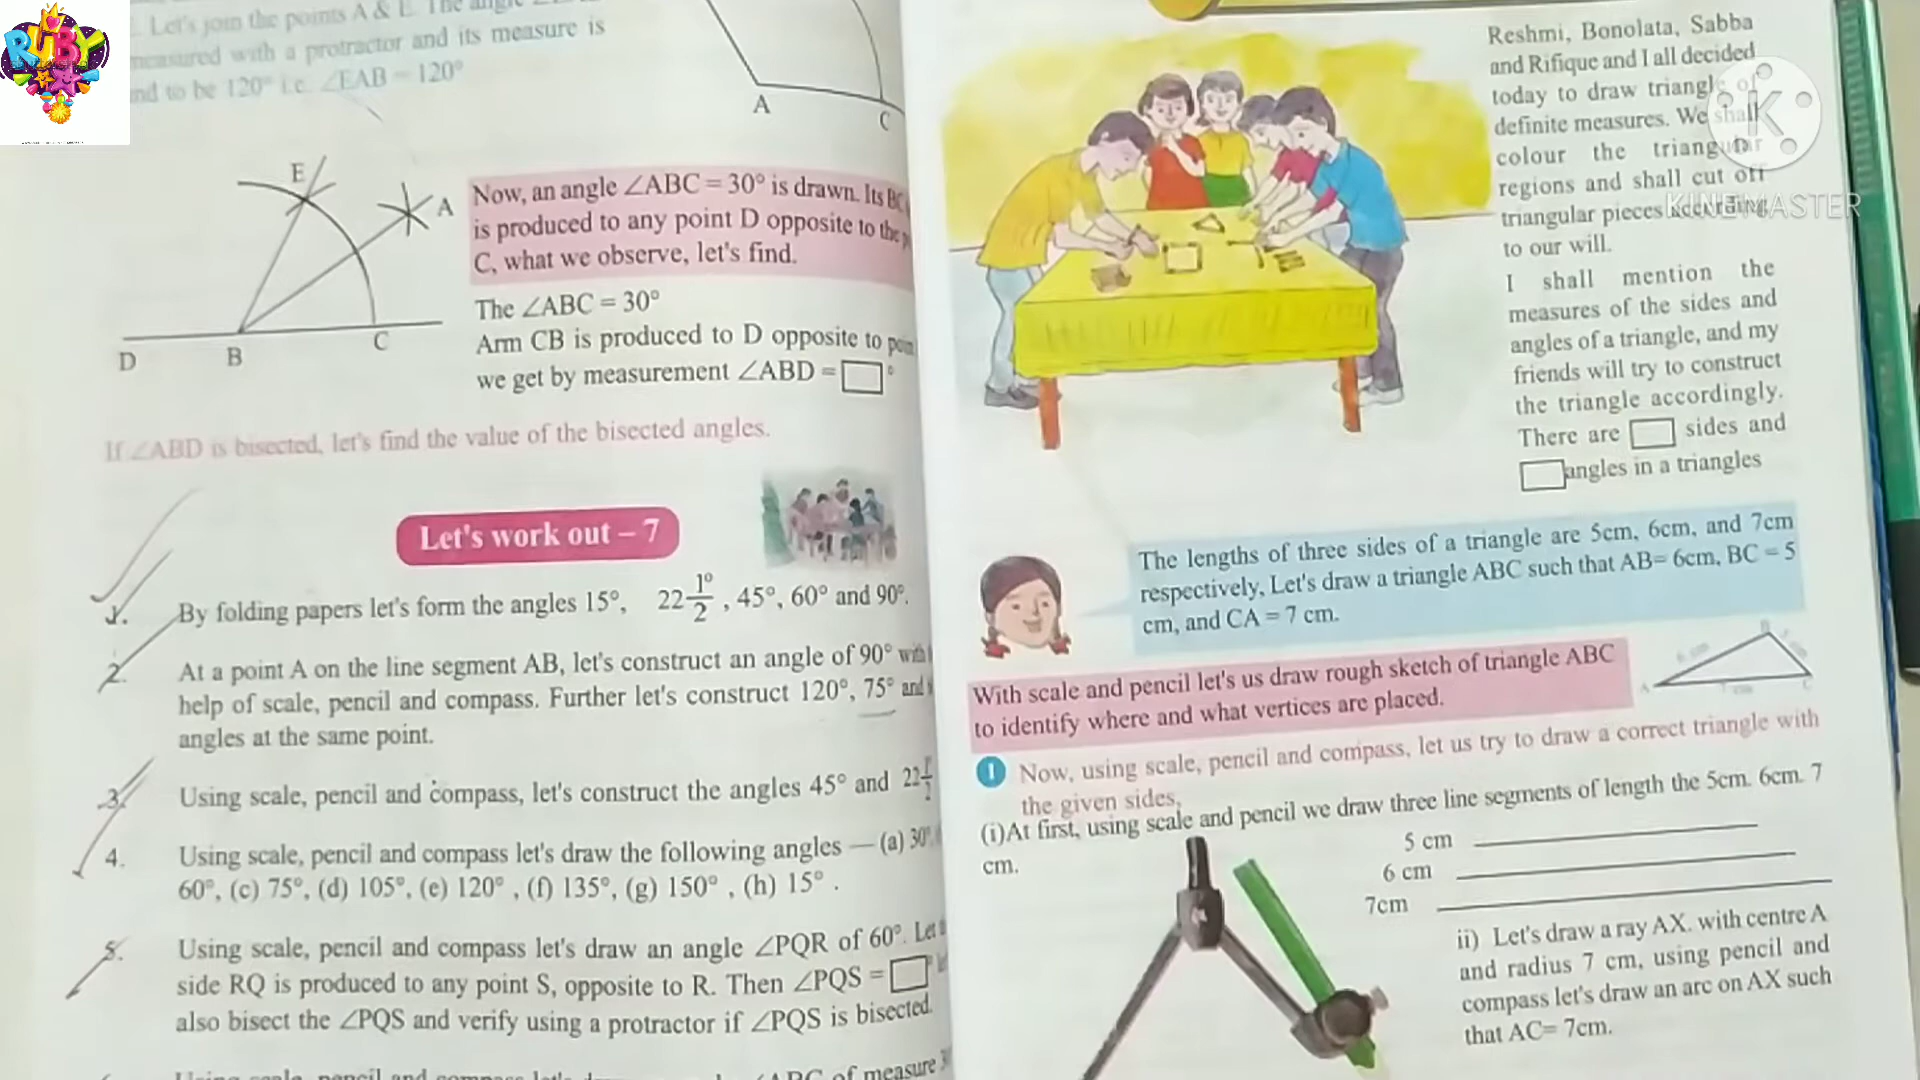 RUBY
Let's join the points A & E. The angle
measured with a protractor and its measure is
nd to be 120° i.e. ∠EAB = 120°
A
C
E
A
D
B
C
Now, an angle ∠ABC = 30° is drawn. Its BC
is produced to any point D opposite to the
C, what we observe, let's find.
The ∠ABC = 30°
Arm CB is produced to D opposite to
we get by measurement ∠ABD = □°
If ∠ABD is bisected, let's find the value of the bisected angles.
Let's work out – 7
1. By folding papers let's form the angles 15°, 22 1/2°, 45°, 60° and 90°.
2. At a point A on the line segment AB, let's construct an angle of 90° with
help of scale, pencil and compass. Further let's construct 120°, 75° and
angles at the same point.
3. Using scale, pencil and compass, let's construct the angles 45° and 22 1/2
4. Using scale, pencil and compass let's draw the following angles — (a) 30°,
60°, (c) 75°, (d) 105°, (e) 120° , (f) 135°, (g) 150° , (h) 15° .
5. Using scale, pencil and compass let's draw an angle ∠PQR of 60°. Let
side RQ is produced to any point S, opposite to R. Then ∠PQS = □°
also bisect the ∠PQS and verify using a protractor if ∠PQS is bisected.
of measure
Reshmi, Bonolata, Sabba
and Rifique and I all decided
today to draw triangle of
definite measures. We shall
colour the triangular
regions and shall cut off
triangular pieces according
to our will.
K
KINEMASTER
I shall mention the
measures of the sides and
angles of a triangle, and my
friends will try to construct
the triangle accordingly.
There are □ sides and
□ angles in a triangles
The lengths of three sides of a triangle are 5cm, 6cm, and 7cm
respectively, Let's draw a triangle ABC such that AB= 6cm, BC = 5
cm, and CA = 7 cm.
With scale and pencil let's us draw rough sketch of triangle ABC
to identify where and what vertices are placed.
A
B
C
1 Now, using scale, pencil and compass, let us try to draw a correct triangle with
the given sides,
(i)At first, using scale and pencil we draw three line segments of length the 5cm. 6cm. 7
cm.
5 cm
6 cm
7cm
ii) Let's draw a ray AX. with centre A
and radius 7 cm, using pencil and
compass let's draw an arc on AX such
that AC= 7cm.